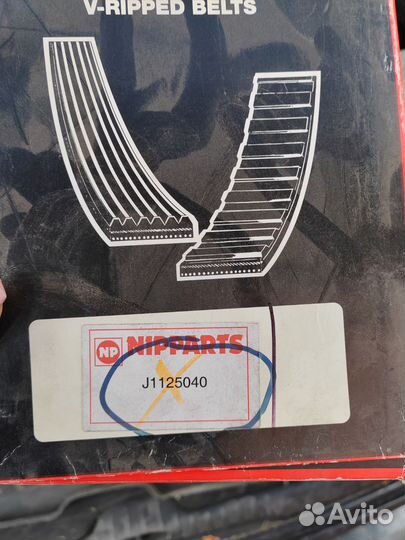 V-RIPPED BELTS
NP NIPPARTS
J1125040
Avito